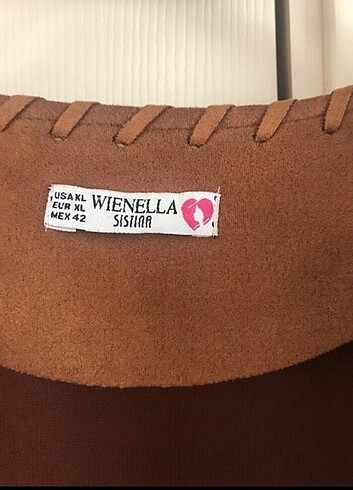 USA XL
EUR XL
MEX 42
WIENELLA
SISTINA